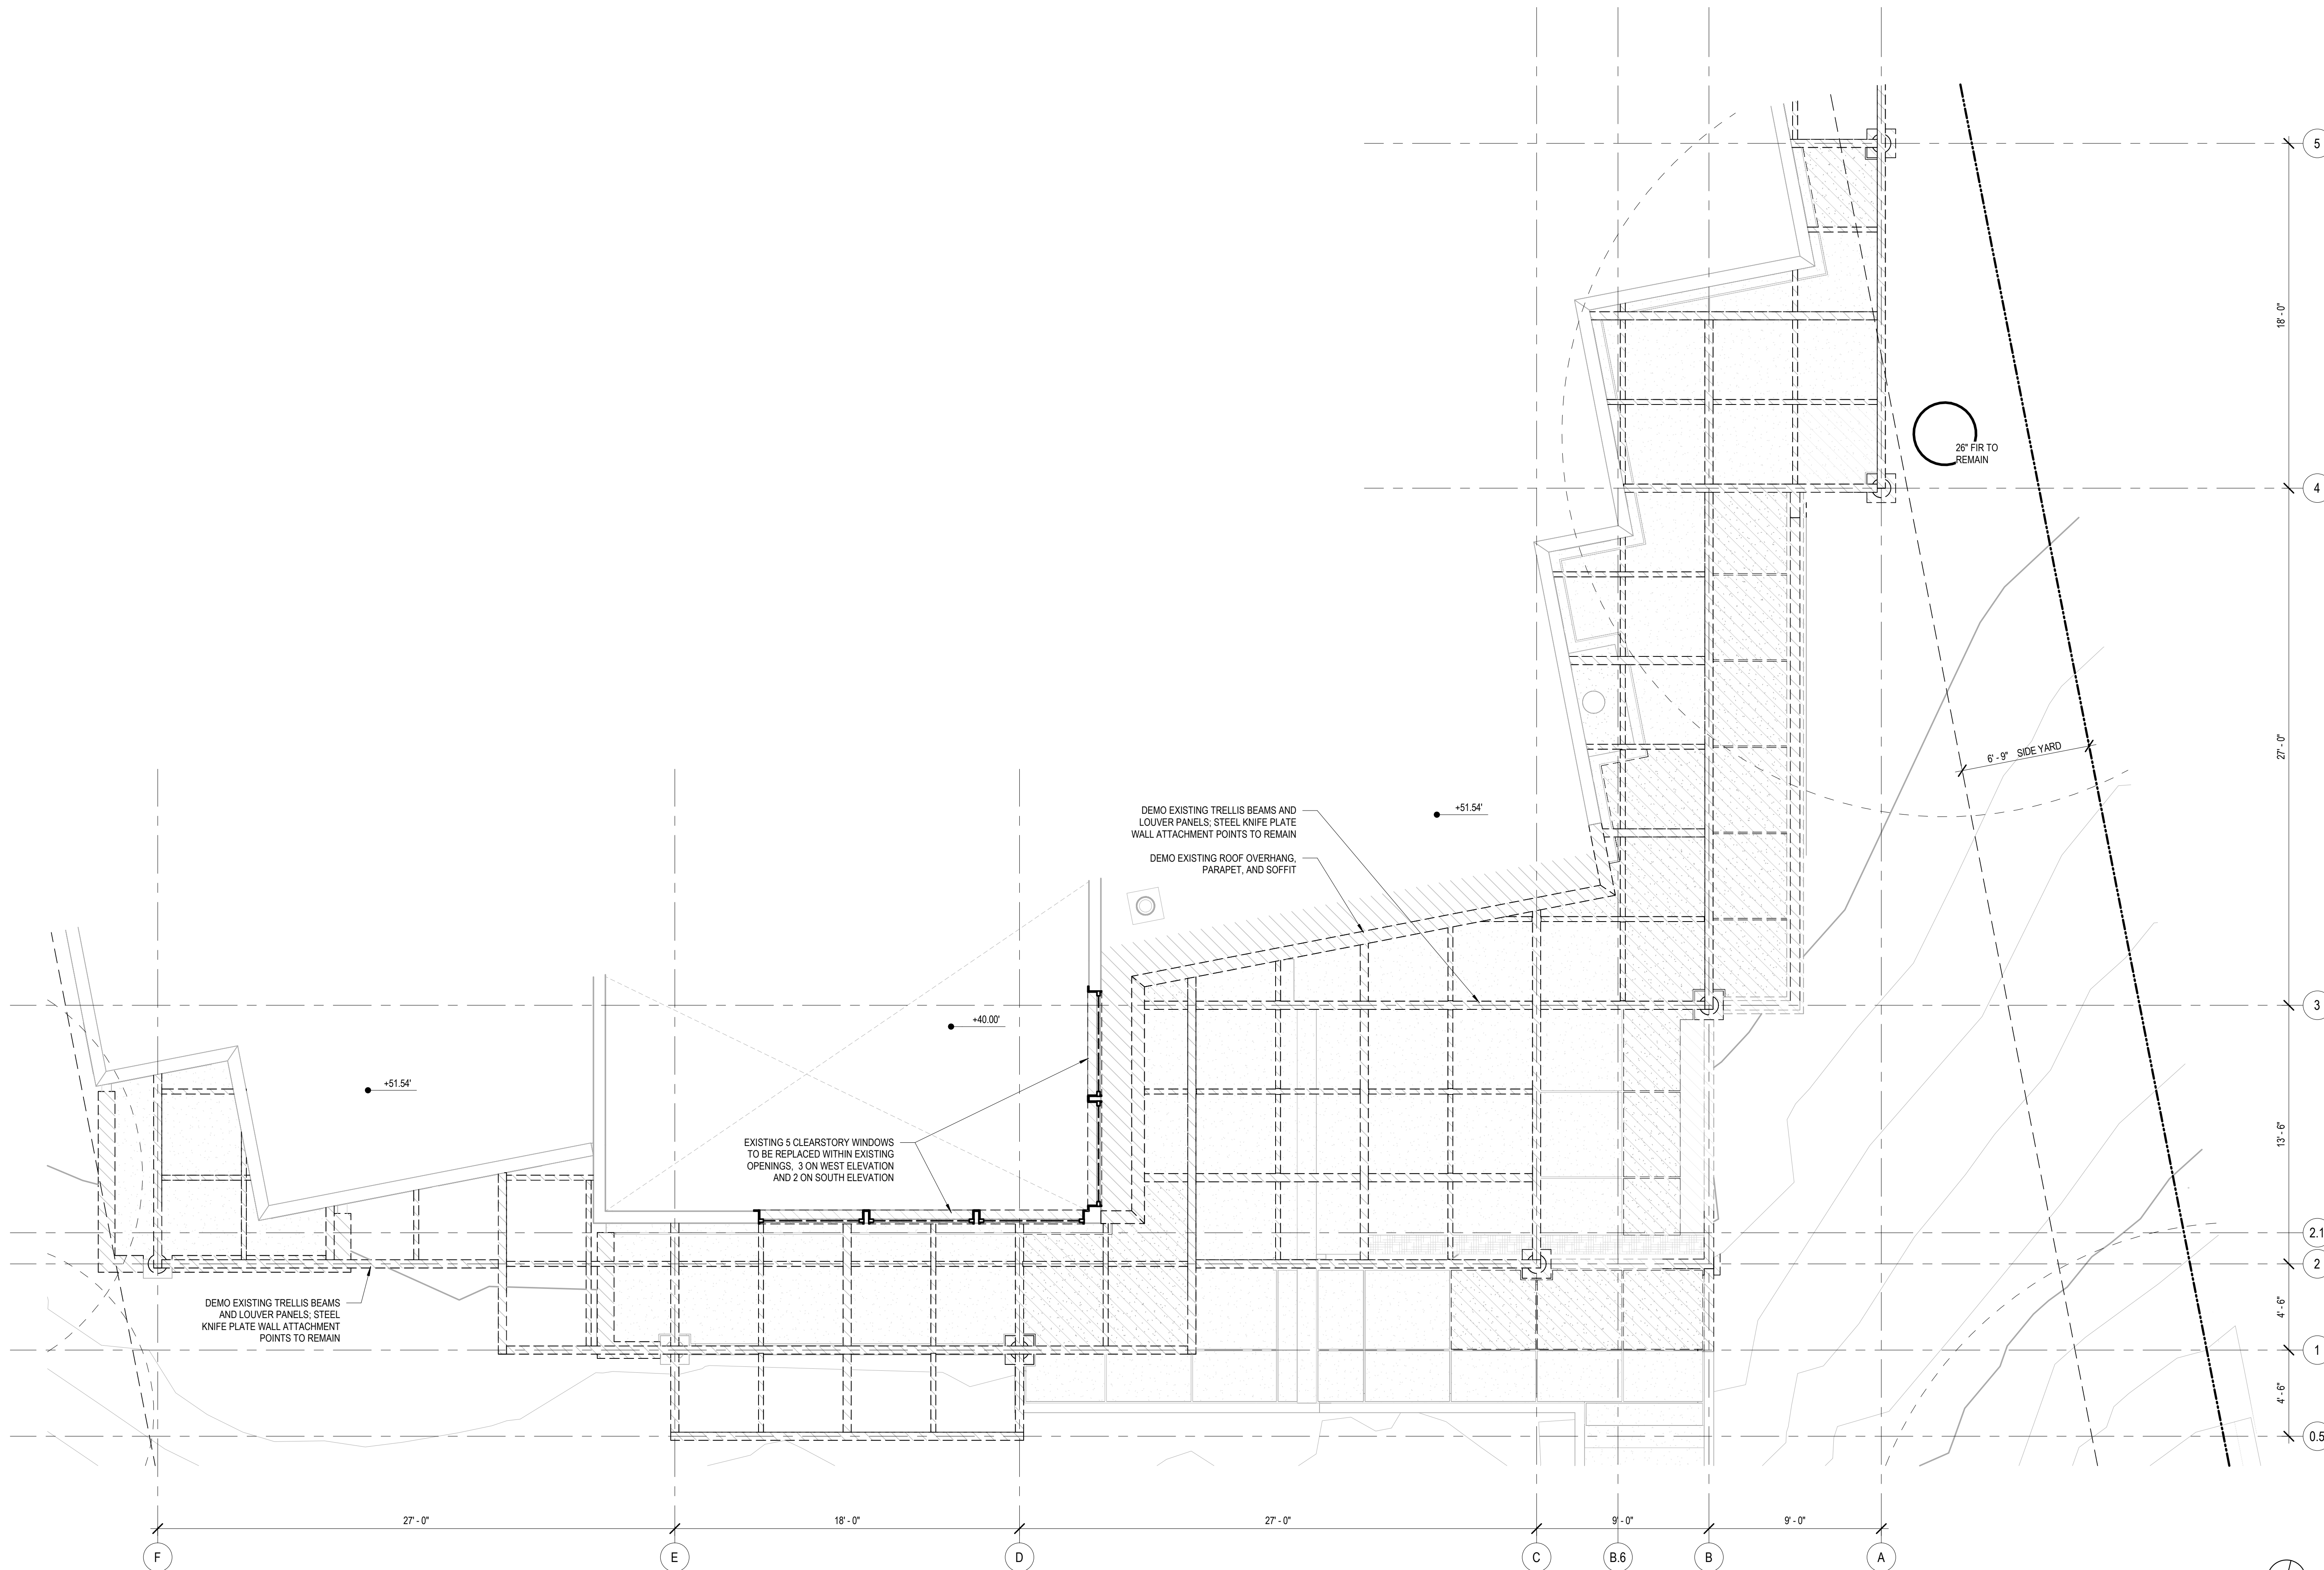 5
18' - 0"
26" FIR TO
REMAIN
4
27' - 0"
6' - 9" SIDE YARD
DEMO EXISTING TRELLIS BEAMS AND
LOUVER PANELS; STEEL KNIFE PLATE
WALL ATTACHMENT POINTS TO REMAIN
+51.54'
DEMO EXISTING ROOF OVERHANG,
PARAPET, AND SOFFIT
3
+40.00'
+51.54'
13' - 6"
EXISTING 5 CLEARSTORY WINDOWS
TO BE REPLACED WITHIN EXISTING
OPENINGS, 3 ON WEST ELEVATION
AND 2 ON SOUTH ELEVATION
2.1
2
DEMO EXISTING TRELLIS BEAMS
AND LOUVER PANELS; STEEL
KNIFE PLATE WALL ATTACHMENT
POINTS TO REMAIN
4' - 6"
1
4' - 6"
0.5
27' - 0"
18' - 0"
27' - 0"
9' - 0"
9' - 0"
F
E
D
C
B.6
B
A